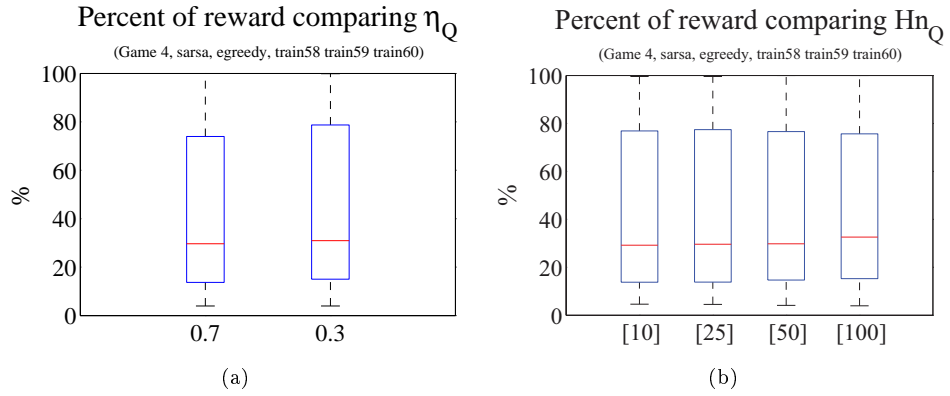 Percent of reward comparing η_Q
(Game 4, sarsa, egreedy, train58 train59 train60)
%
100
80
60
40
20
0
0.7 0.3
(a)
Percent of reward comparing Hn_Q
(Game 4, sarsa, egreedy, train58 train59 train60)
%
100
80
60
40
20
0
[10] [25] [50] [100]
(b)